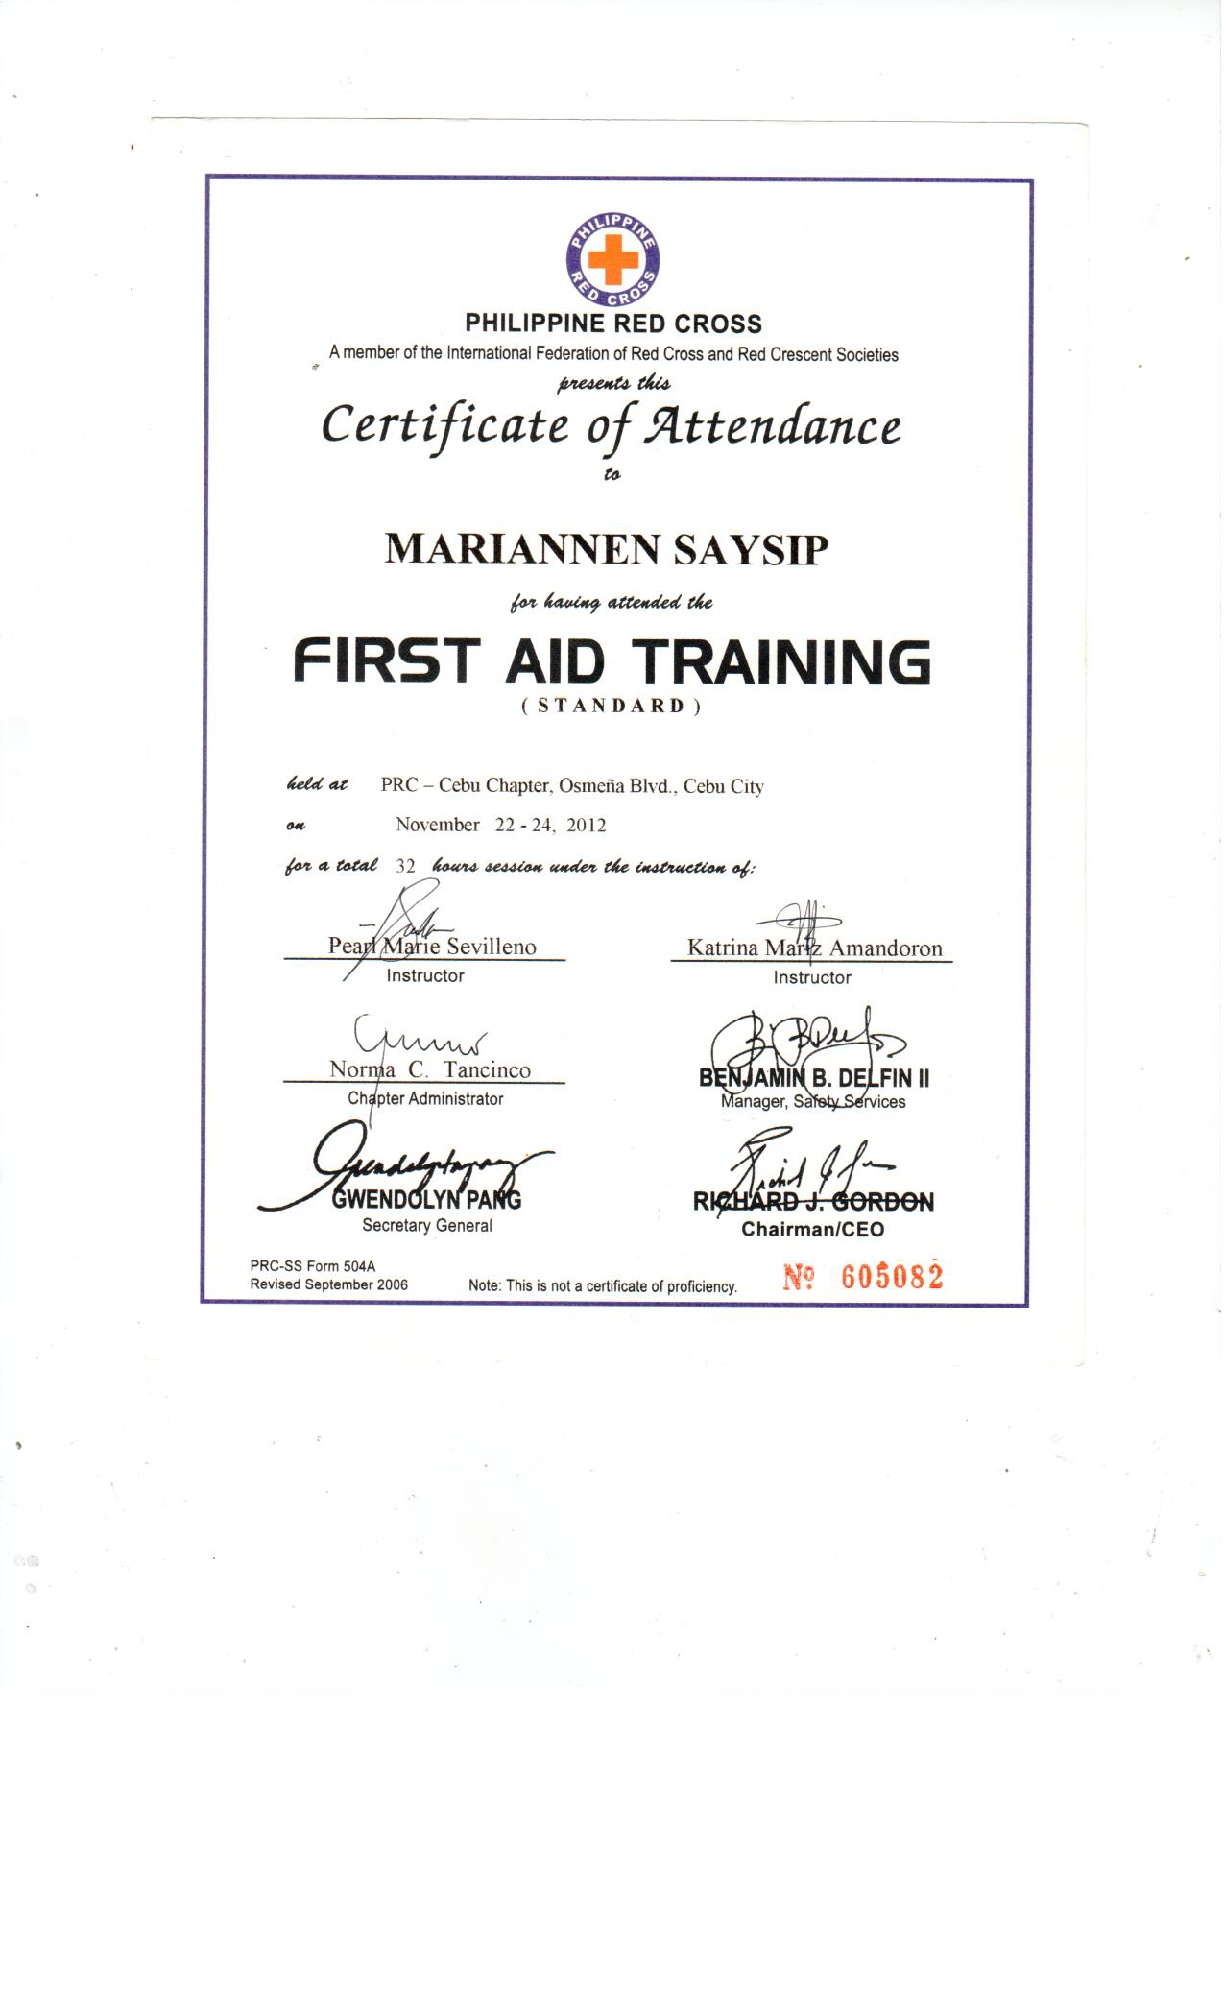 PHILIPPINE
RED CROSS
PHILIPPINE RED CROSS
A member of the International Federation of Red Cross and Red Crescent Societies
presents this
Certificate of Attendance
to
MARIANNEN SAYSIP
for having attended the
FIRST AID TRAINING
( STANDARD )
held at PRC – Cebu Chapter, Osmeña Blvd., Cebu City
on November 22 - 24, 2012
for a total 32 hours session under the instruction of:
Pearl Marie Sevilleno Katrina Mariz Amandoron
Instructor Instructor
Norma C. Tancinco BENJAMIN B. DELFIN II
Chapter Administrator Manager, Safety Services
GWENDOLYN PANG RICHARD J. GORDON
Secretary General Chairman/CEO
PRC-SS Form 504A
Revised September 2006 Note: This is not a certificate of proficiency. Nº 605082